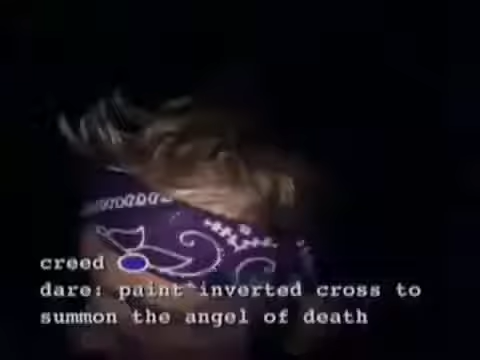 creed
dare: paint inverted cross to
summon the angel of death